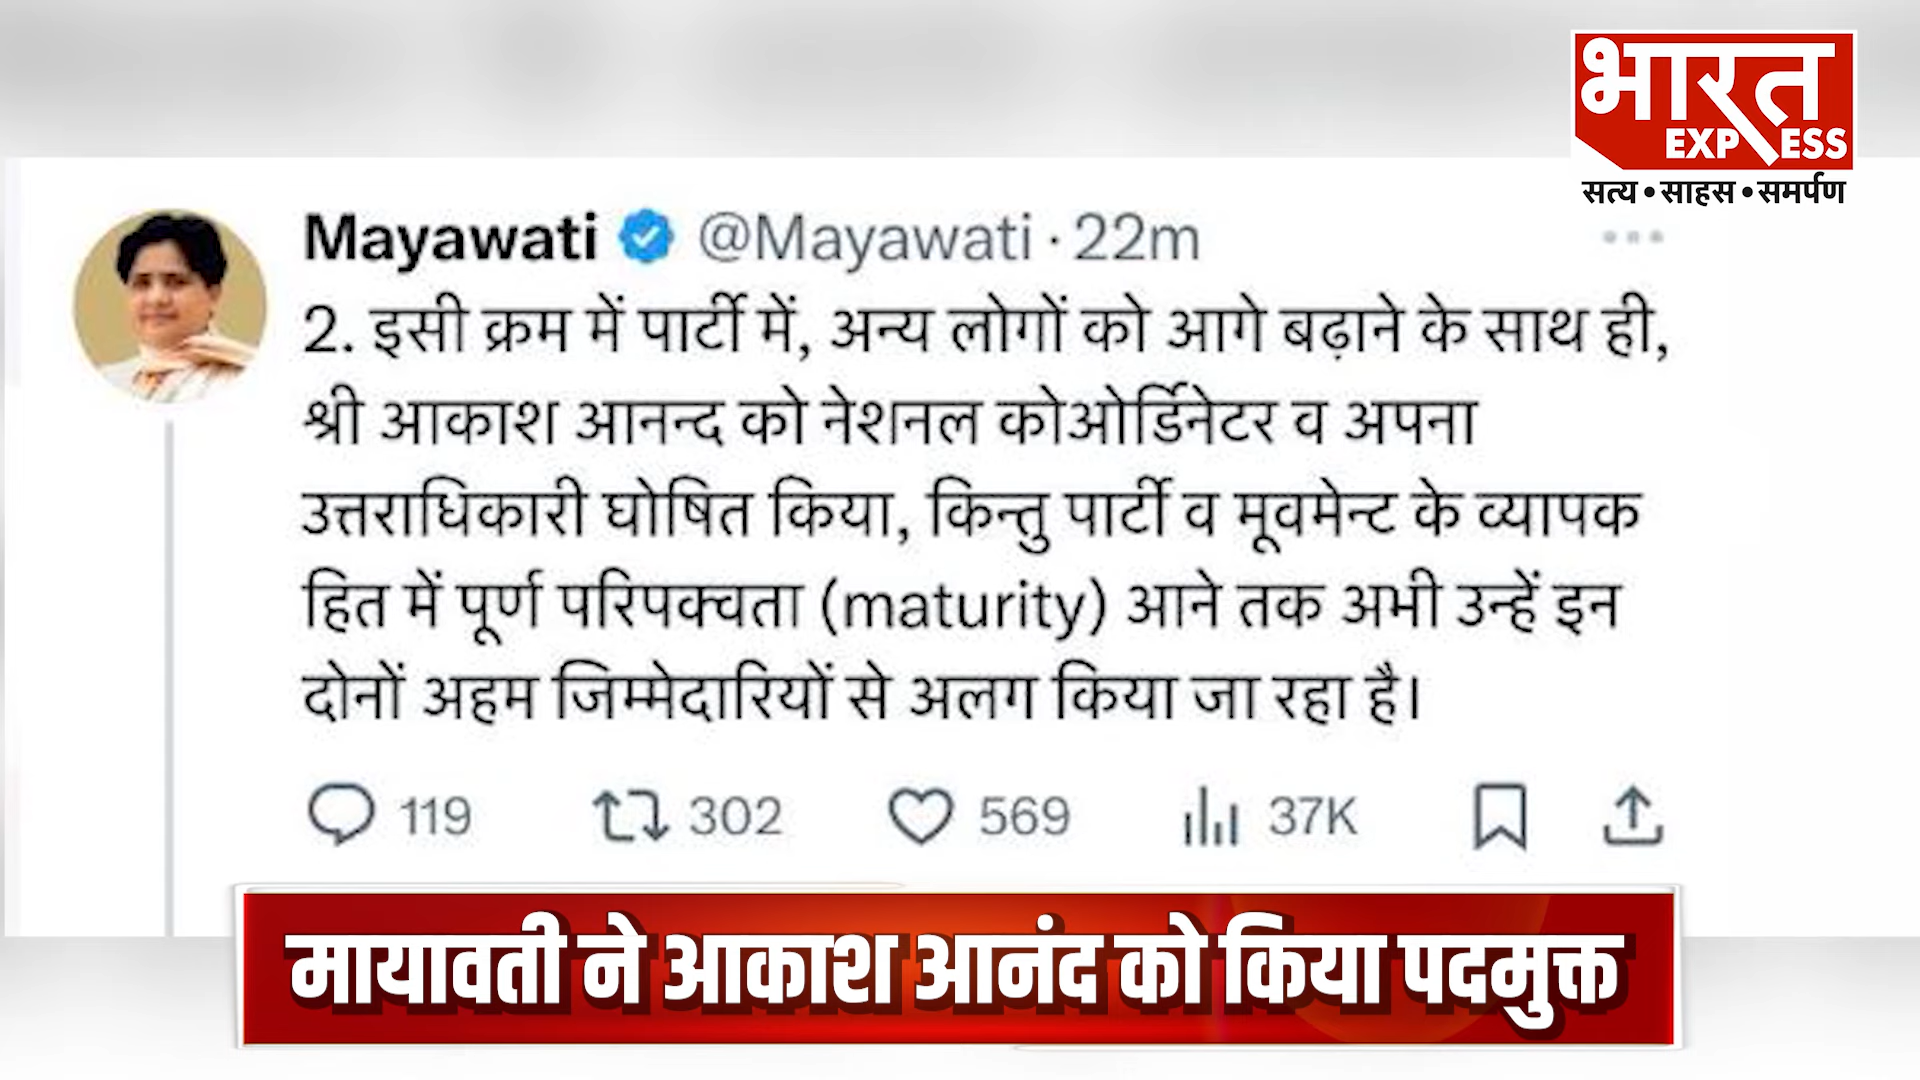 भारत
EXPRESS
सत्य • साहस • समर्पण
Mayawati @Mayawati · 22m
2. इसी क्रम में पार्टी में, अन्य लोगों को आगे बढ़ाने के साथ ही,
श्री आकाश आनन्द को नेशनल कोओर्डिनेटर व अपना
उत्तराधिकारी घोषित किया, किन्तु पार्टी व मूवमेन्ट के व्यापक
हित में पूर्ण परिपक्वता (maturity) आने तक अभी उन्हें इन
दोनों अहम जिम्मेदारियों से अलग किया जा रहा है।
119 302 569 37K
मायावती ने आकाश आनंद को किया पदमुक्त